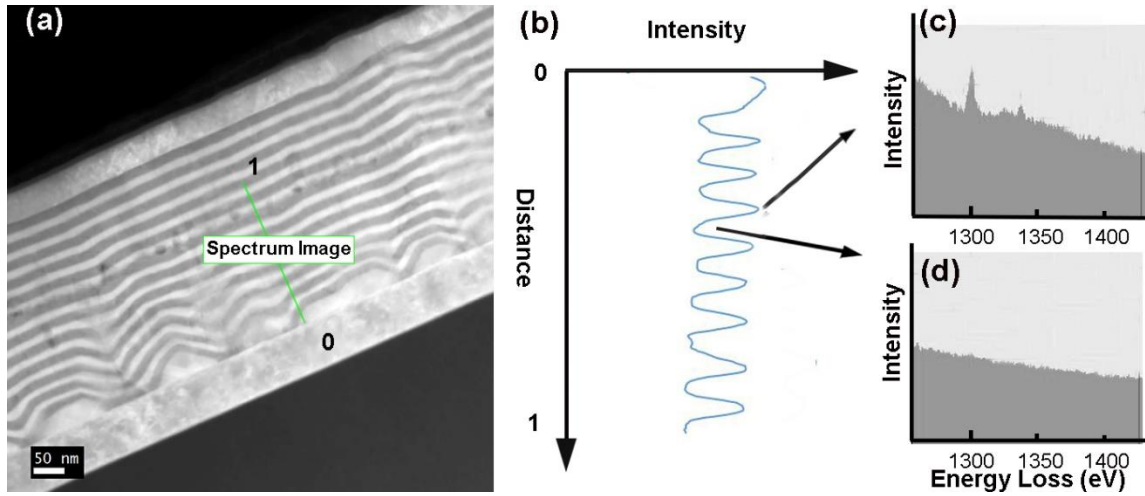 (a)
1
Spectrum Image
0
50 nm
(b)
Intensity
0
Distance
1
(c)
Intensity
1300 1350 1400
(d)
Intensity
1300 1350 1400
Energy Loss (eV)